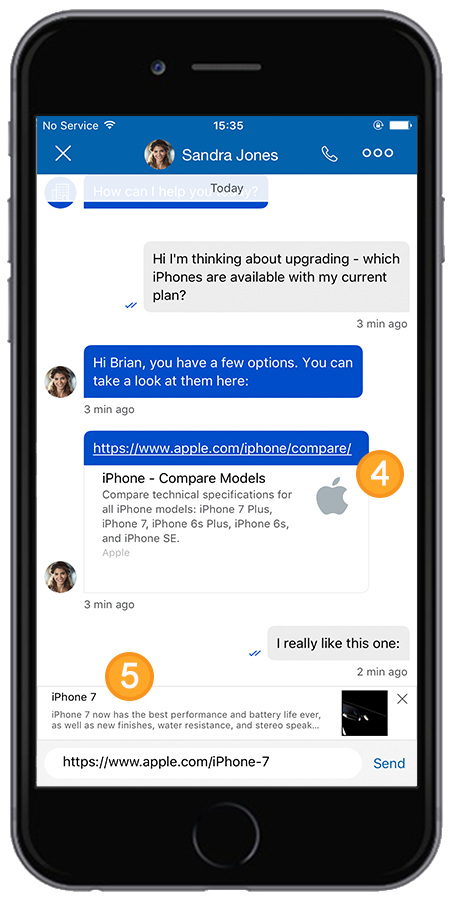 No Service 15:35
Sandra Jones
Today
How can I help you today?
Hi I'm thinking about upgrading - which
iPhones are available with my current
plan?
3 min ago
Hi Brian, you have a few options. You can
take a look at them here:
3 min ago
https://www.apple.com/iphone/compare/
4
iPhone - Compare Models
Compare technical specifications for
all iPhone models: iPhone 7 Plus,
iPhone 7, iPhone 6s Plus, iPhone 6s,
and iPhone SE.
Apple
3 min ago
I really like this one:
2 min ago
5
iPhone 7
iPhone 7 now has the best performance and battery life ever,
as well as new finishes, water resistance, and stereo speak...
https://www.apple.com/iPhone-7
Send